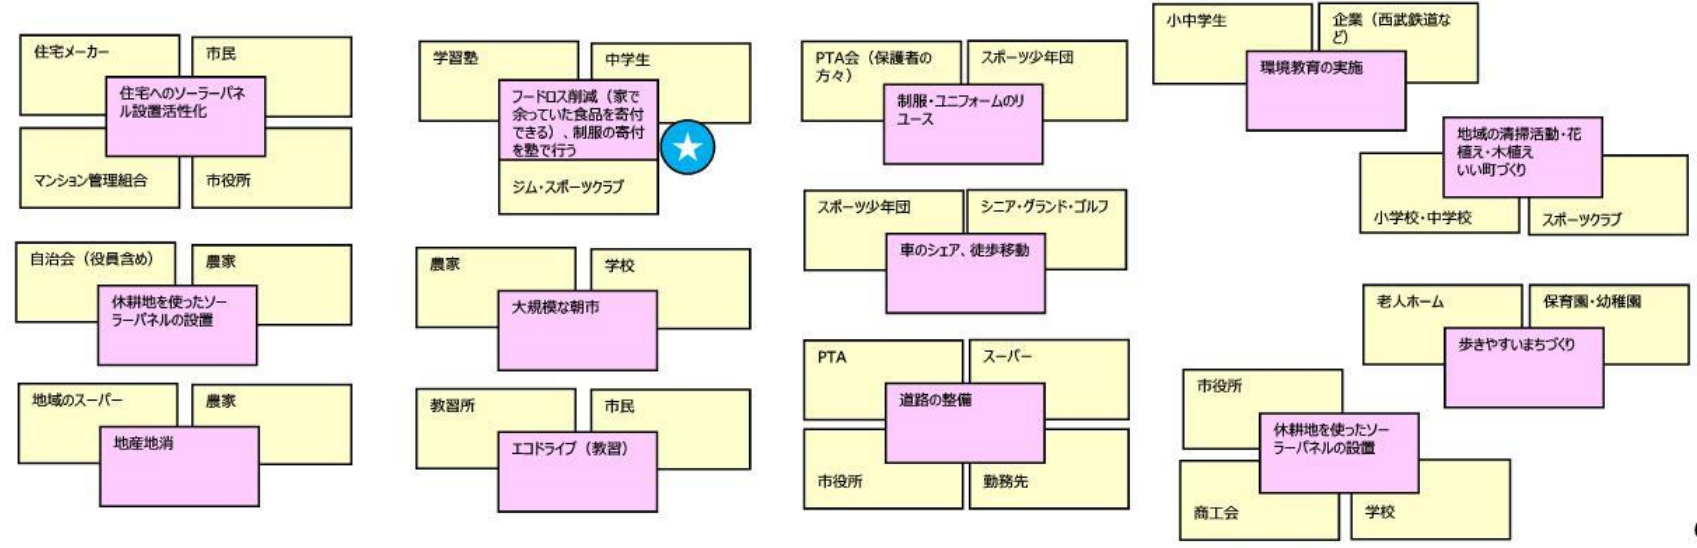 住宅メーカー
市民
住宅へのソーラーパネ
ル設置活性化
マンション管理組合
市役所
自治会（役員含め）
農家
休耕地を使ったソー
ラーパネルの設置
地域のスーパー
農家
地産地消
学習塾
中学生
フードロス削減（家で
余っていた食品を寄付
できる）、制服の寄付
を塾で行う
ジム・スポーツクラブ
農家
学校
大規模な朝市
教習所
市民
エコドライブ（教習）
PTA会（保護者の
方々）
スポーツ少年団
制服・ユニフォームのリ
ユース
スポーツ少年団
シニア・グランド・ゴルフ
車のシェア、徒歩移動
PTA
スーパー
道路の整備
市役所
勤務先
小中学生
企業（西武鉄道な
ど）
環境教育の実施
地域の清掃活動・花
植え・木植え
いい町づくり
小学校・中学校
スポーツクラブ
老人ホーム
保育園・幼稚園
歩きやすいまちづくり
市役所
休耕地を使ったソー
ラーパネルの設置
商工会
学校